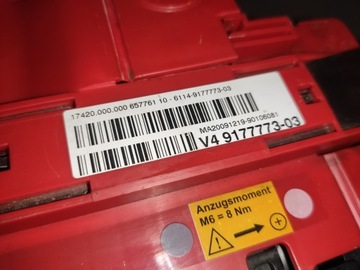 17420.000.000 657761 10 - 6114-9177773-03
MA20091219-90106081
V4 9177773-03
Anzugsmoment
M6 = 8 Nm